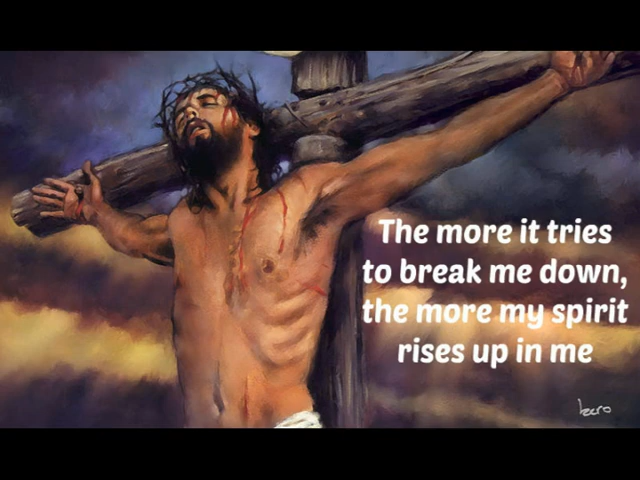 The more it tries
to break me down,
the more my spirit
rises up in me